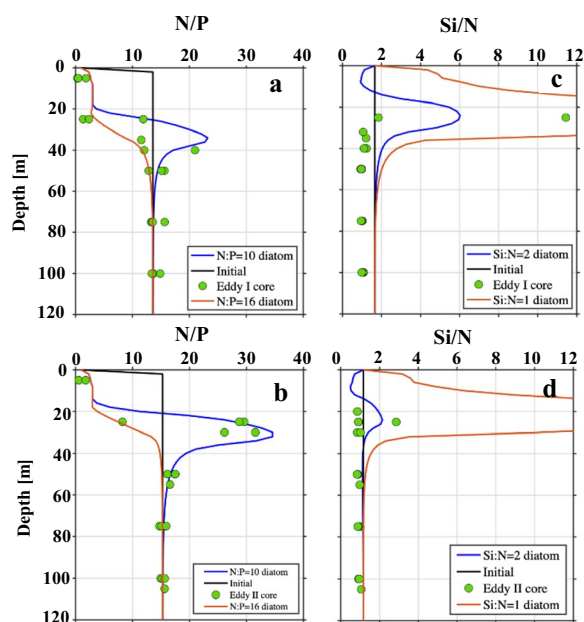 N/P
Si/N
0 10 20 30 40
0 2 4 6 8 10 12
0
20
40
60
80
100
120
Depth [m]
a
c
N:P=10 diatom
Initial
Eddy I core
N:P=16 diatom
Si:N=2 diatom
Initial
Eddy I core
Si:N=1 diatom
N/P
Si/N
0 10 20 30 40
0 2 4 6 8 10 12
0
20
40
60
80
100
120
Depth [m]
b
d
N:P=10 diatom
Initial
Eddy II core
N:P=16 diatom
Si:N=2 diatom
Initial
Eddy II core
Si:N=1 diatom